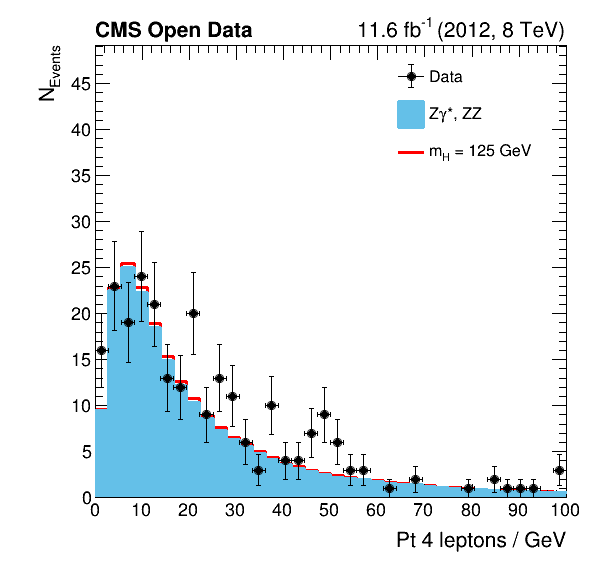 CMS Open Data
11.6 fb⁻¹ (2012, 8 TeV)
N_Events
45
40
35
30
25
20
15
10
5
0
Data
Zγ*, ZZ
m_H = 125 GeV
0 10 20 30 40 50 60 70 80 90 100
Pt 4 leptons / GeV